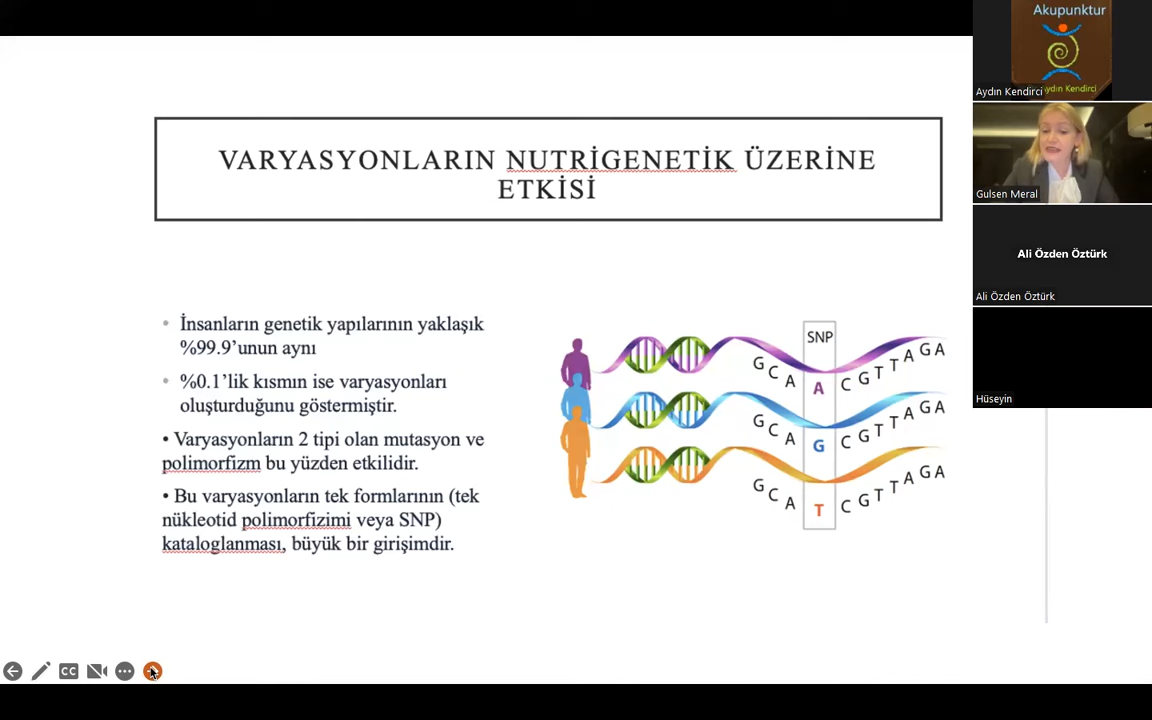 VARYASYONLARIN NUTRİGENETİK ÜZERİNE
ETKİSİ
• İnsanların genetik yapılarının yaklaşık
%99.9’unun aynı
• %0.1’lik kısmın ise varyasyonları
oluşturduğunu göstermiştir.
• Varyasyonların 2 tipi olan mutasyon ve
polimorfizm bu yüzden etkilidir.
• Bu varyasyonların tek formlarının (tek
nükleotid polimorfizimi veya SNP)
kataloglanması, büyük bir girişimdir.
SNP
G C A A C G T T A G A
G C A G C G T T A G A
G C A T C G T T A G A
Akupunktur
Aydın Kendirci
Aydın Kendirci
Gulsen Meral
Ali Özden Öztürk
Ali Özden Öztürk
Hüseyin
CC